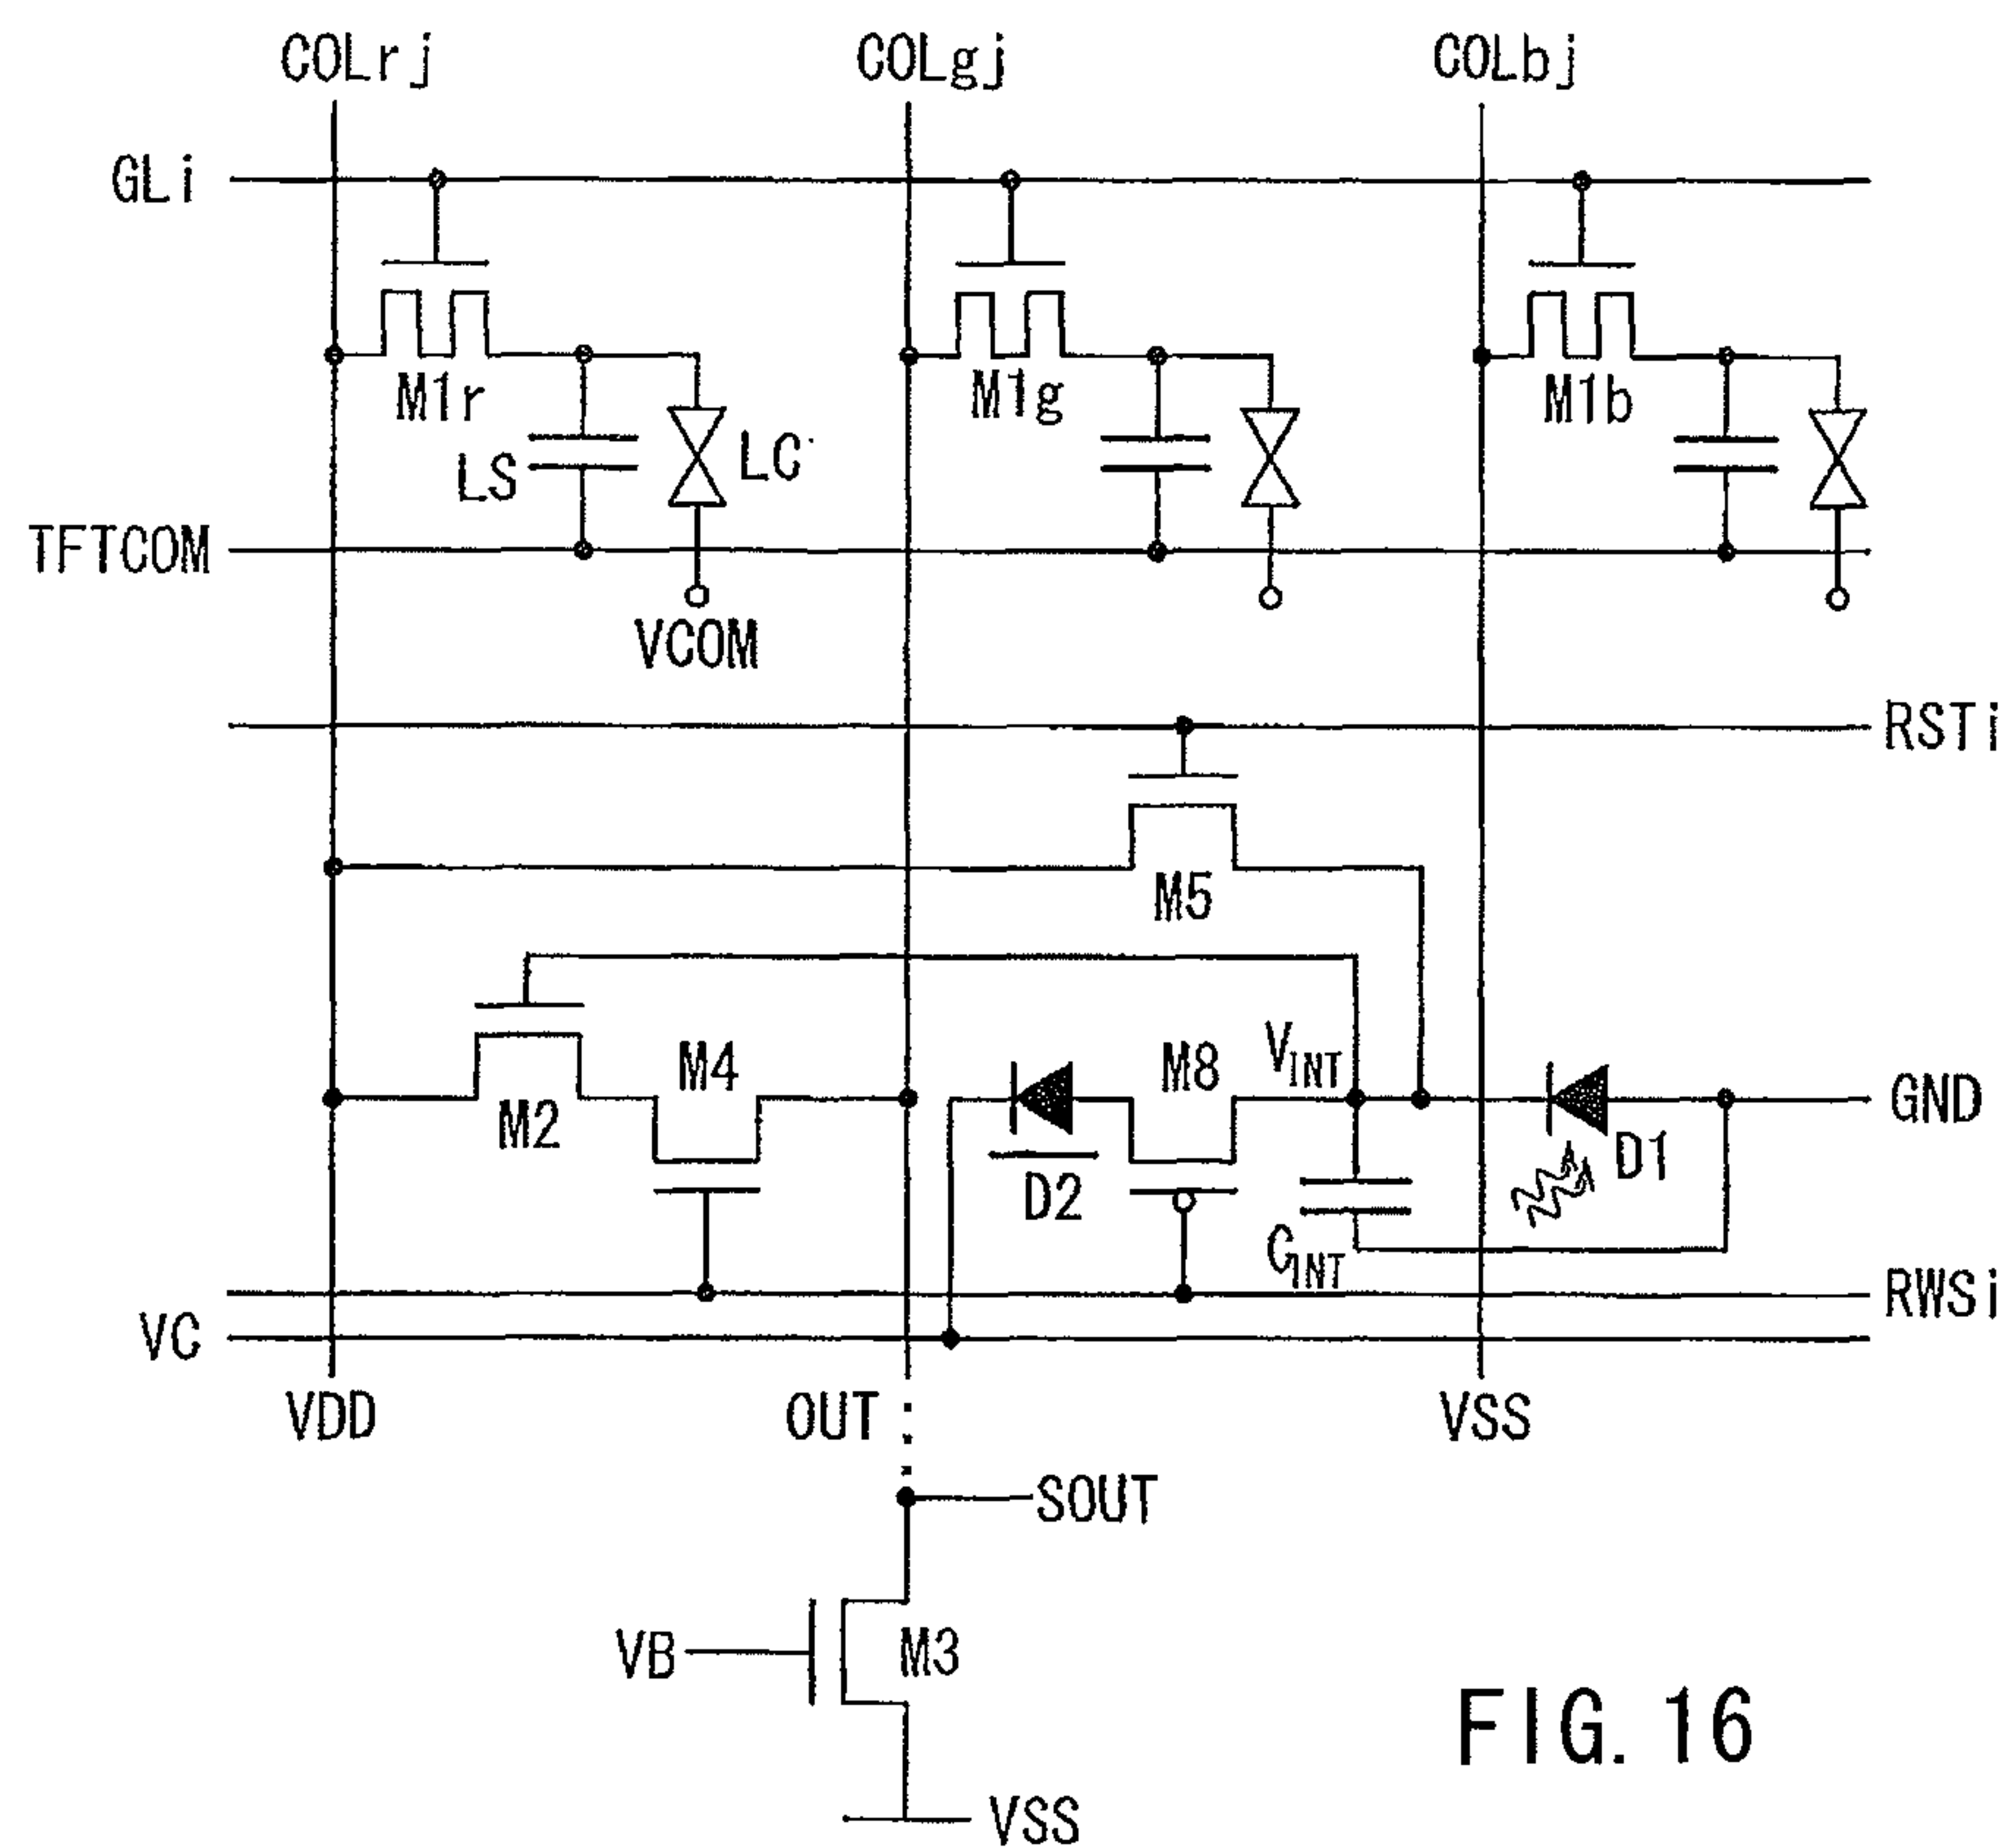 COLrj COLgj COLbj
GLi
M1r M1g M1b
LS LC
TFTCOM
VCOM
RSTi
M5
M2 M4 D2 M8 VINT CINT D1 GND
RWSi
VC
VDD OUT VSS
SOUT
VB M3
VSS
FIG. 16